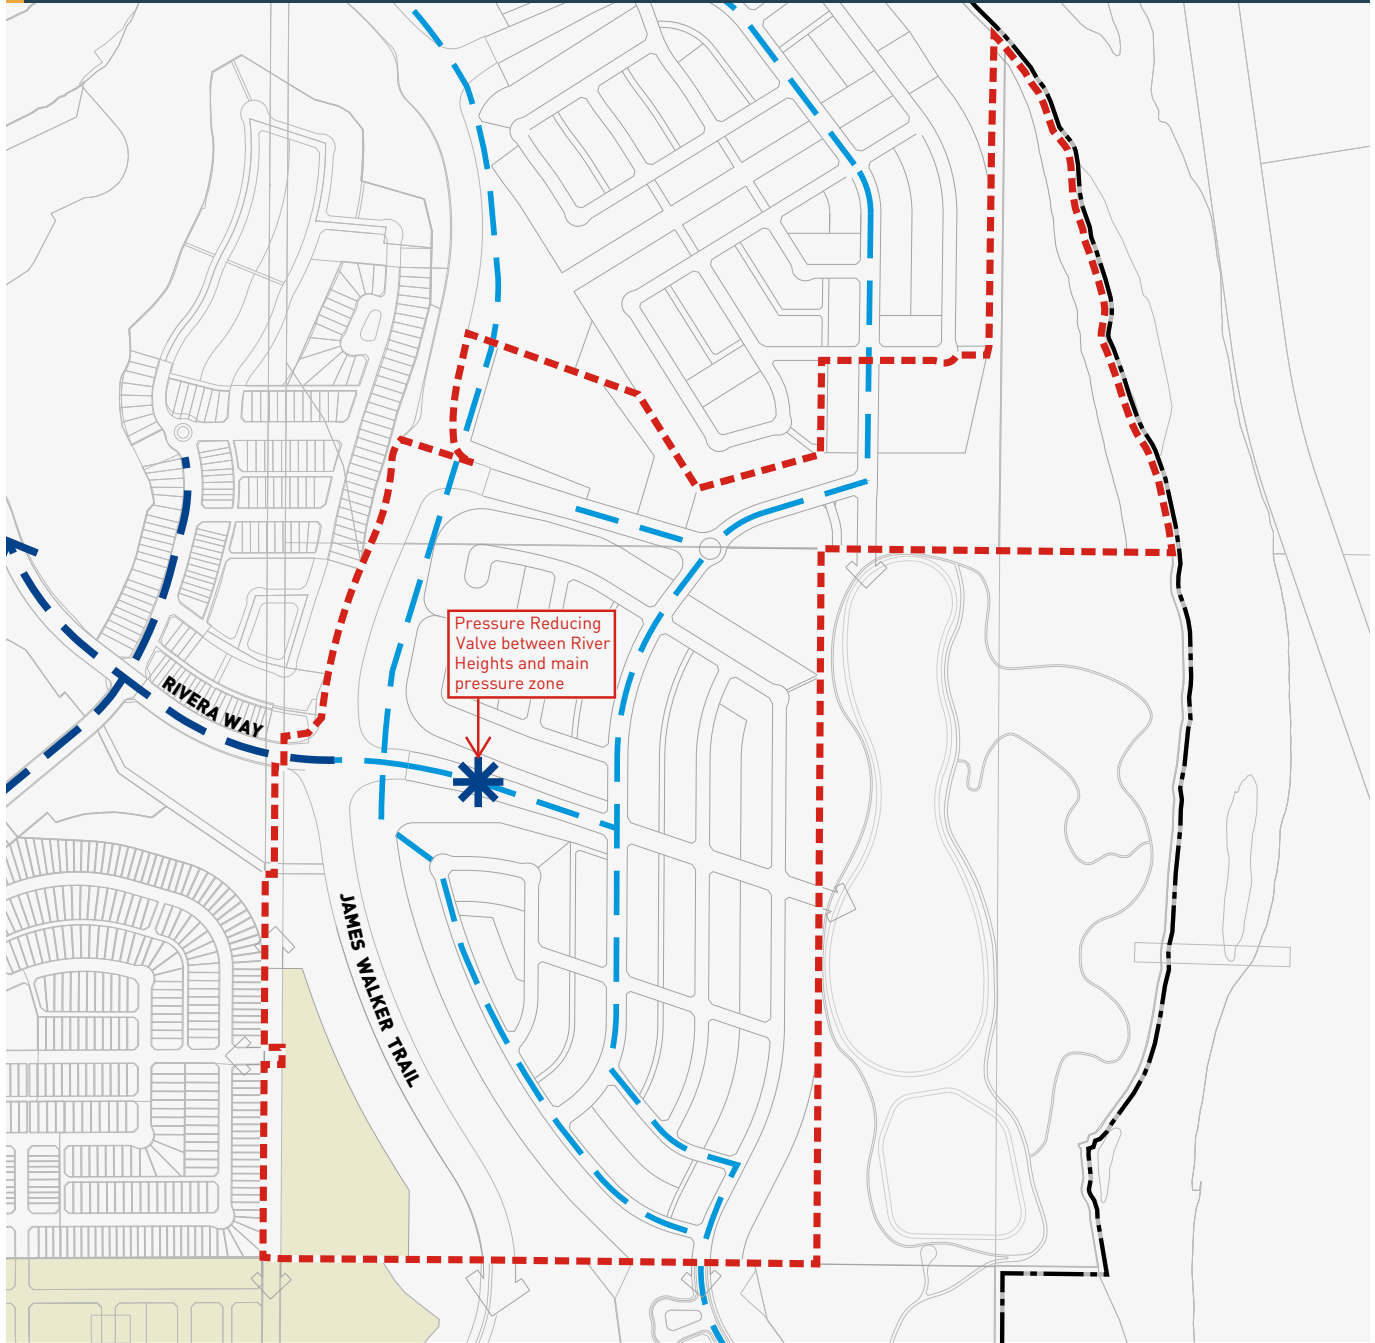 Pressure Reducing
Valve between River
Heights and main
pressure zone
RIVERA WAY
JAMES WALKER TRAIL